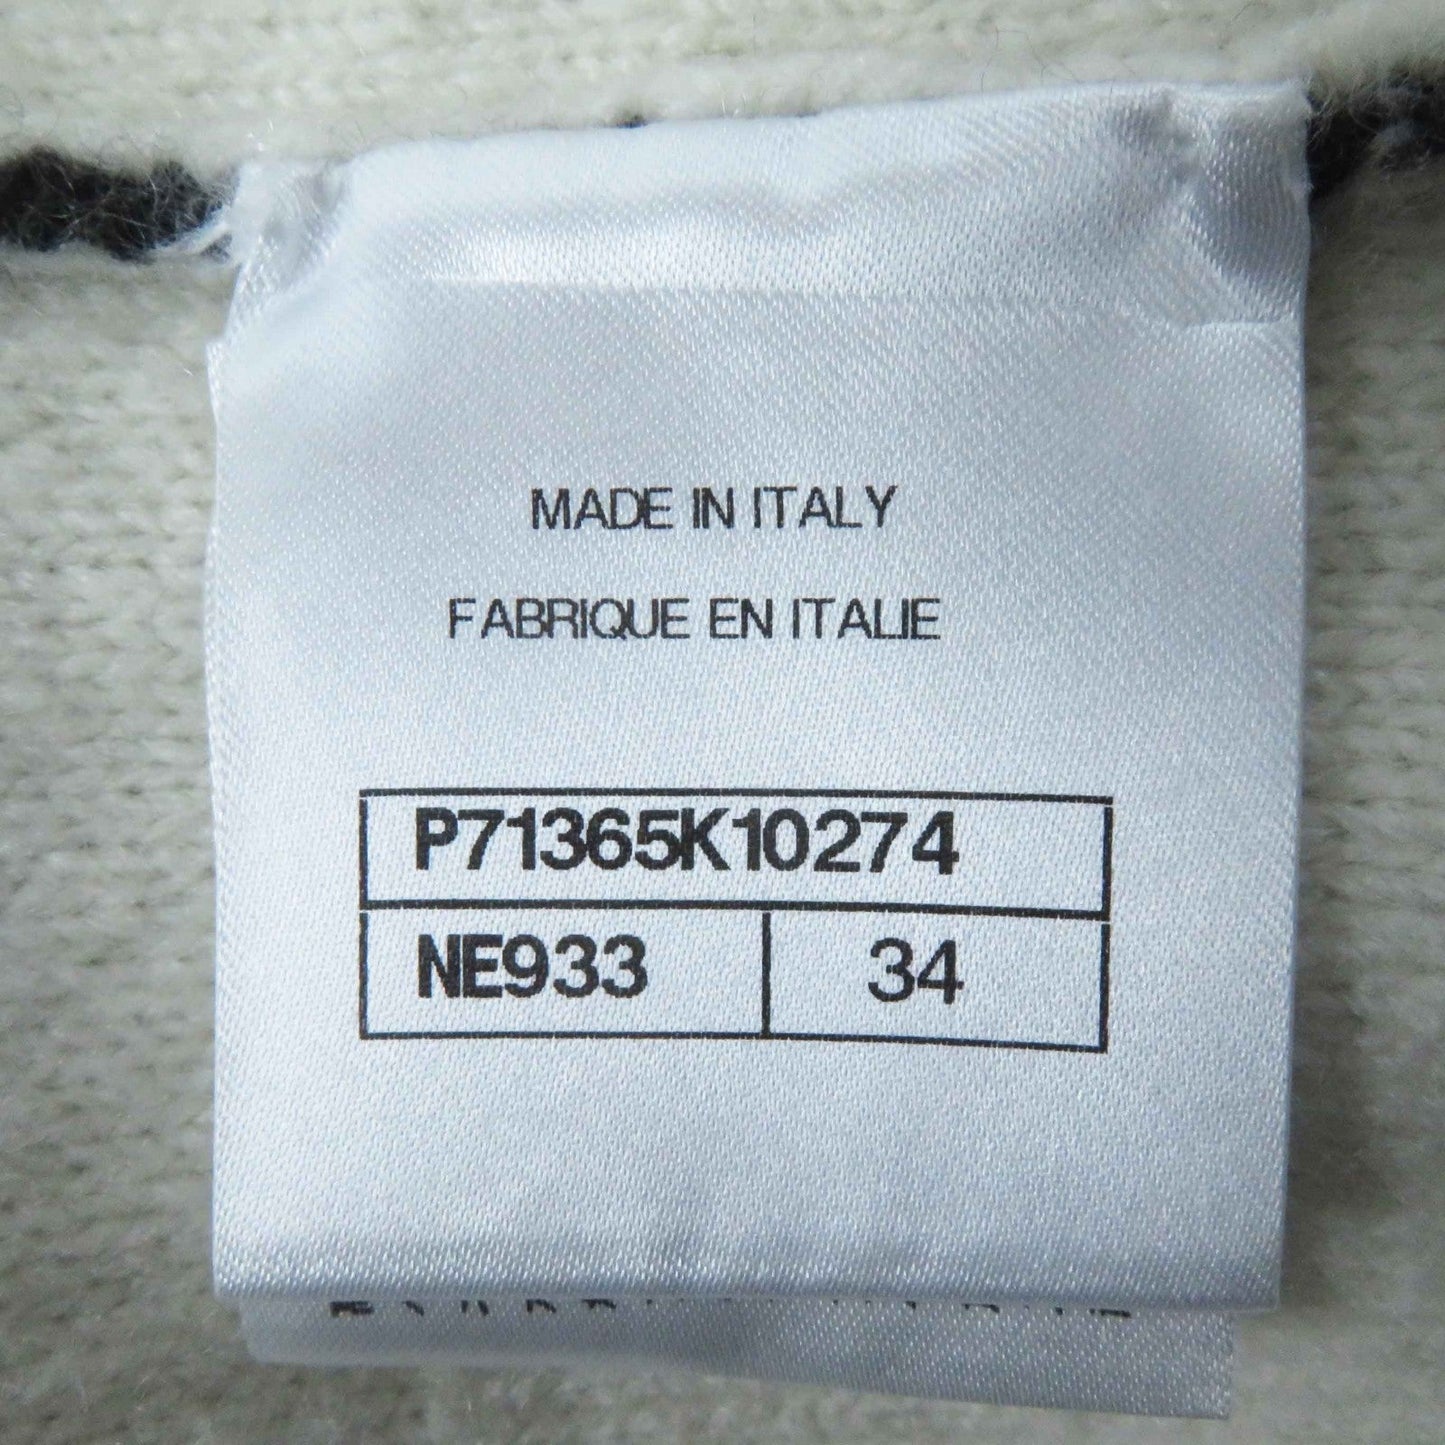 MADE IN ITALY
FABRIQUE EN ITALIE
P71365K10274
NE933 34